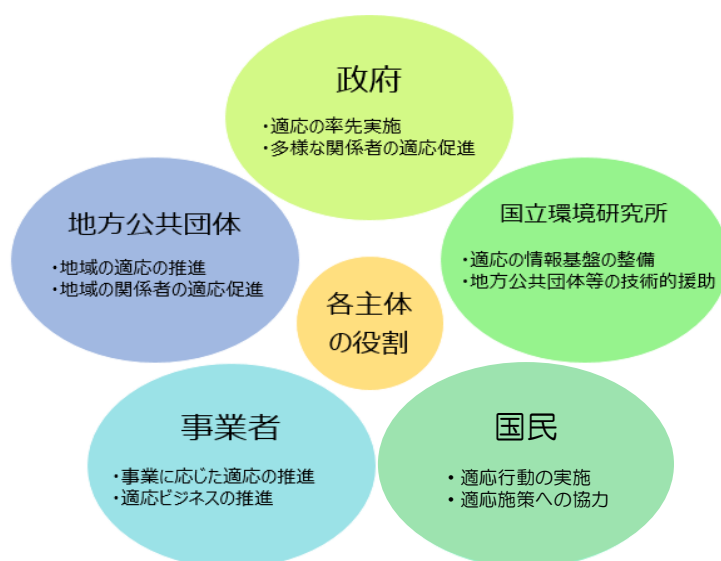 政府
・適応の率先実施
・多様な関係者の適応促進
地方公共団体
・地域の適応の推進
・地域の関係者の適応促進
国立環境研究所
・適応の情報基盤の整備
・地方公共団体等の技術的援助
各主体
の役割
事業者
・事業に応じた適応の推進
・適応ビジネスの推進
国民
• 適応行動の実施
• 適応施策への協力